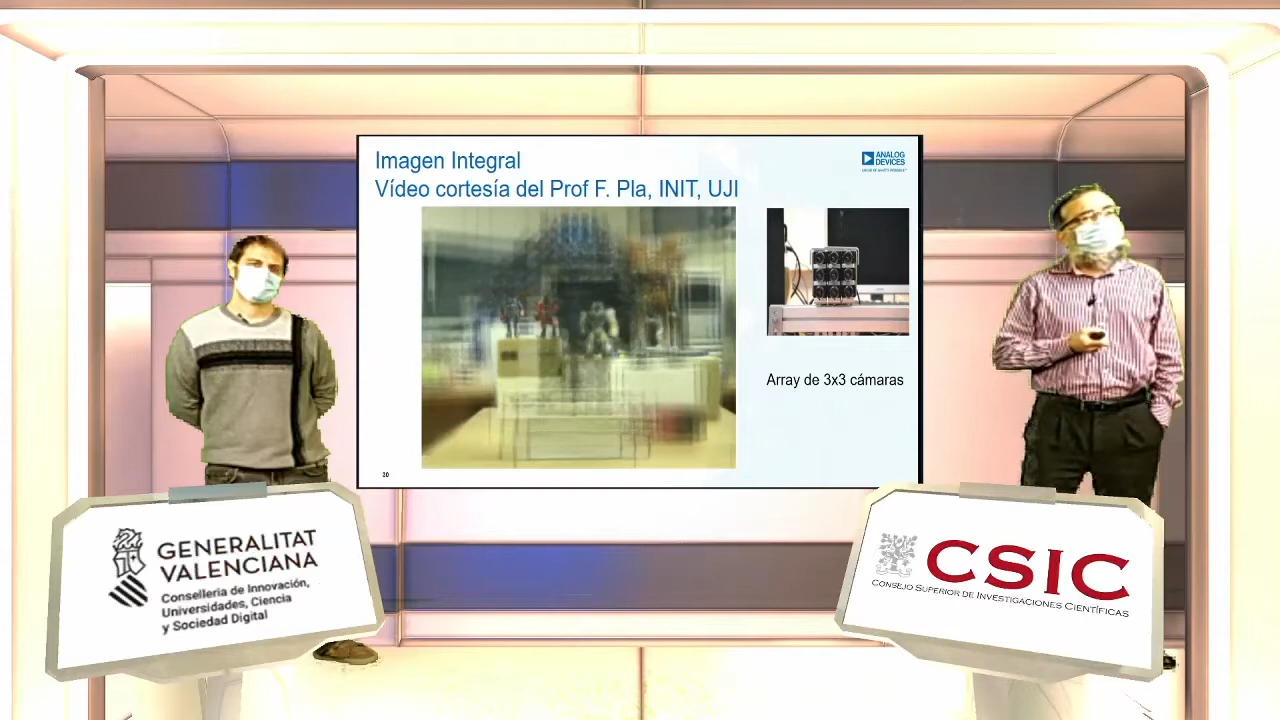 Imagen Integral
Vídeo cortesía del Prof F. Pla, INIT, UJI
ANALOG
DEVICES
Array de 3x3 cámaras
30
GENERALITAT
VALENCIANA
Conselleria de Innovación,
Universidades, Ciencia
y Sociedad Digital
CSIC
CONSEJO SUPERIOR DE INVESTIGACIONES CIENTÍFICAS